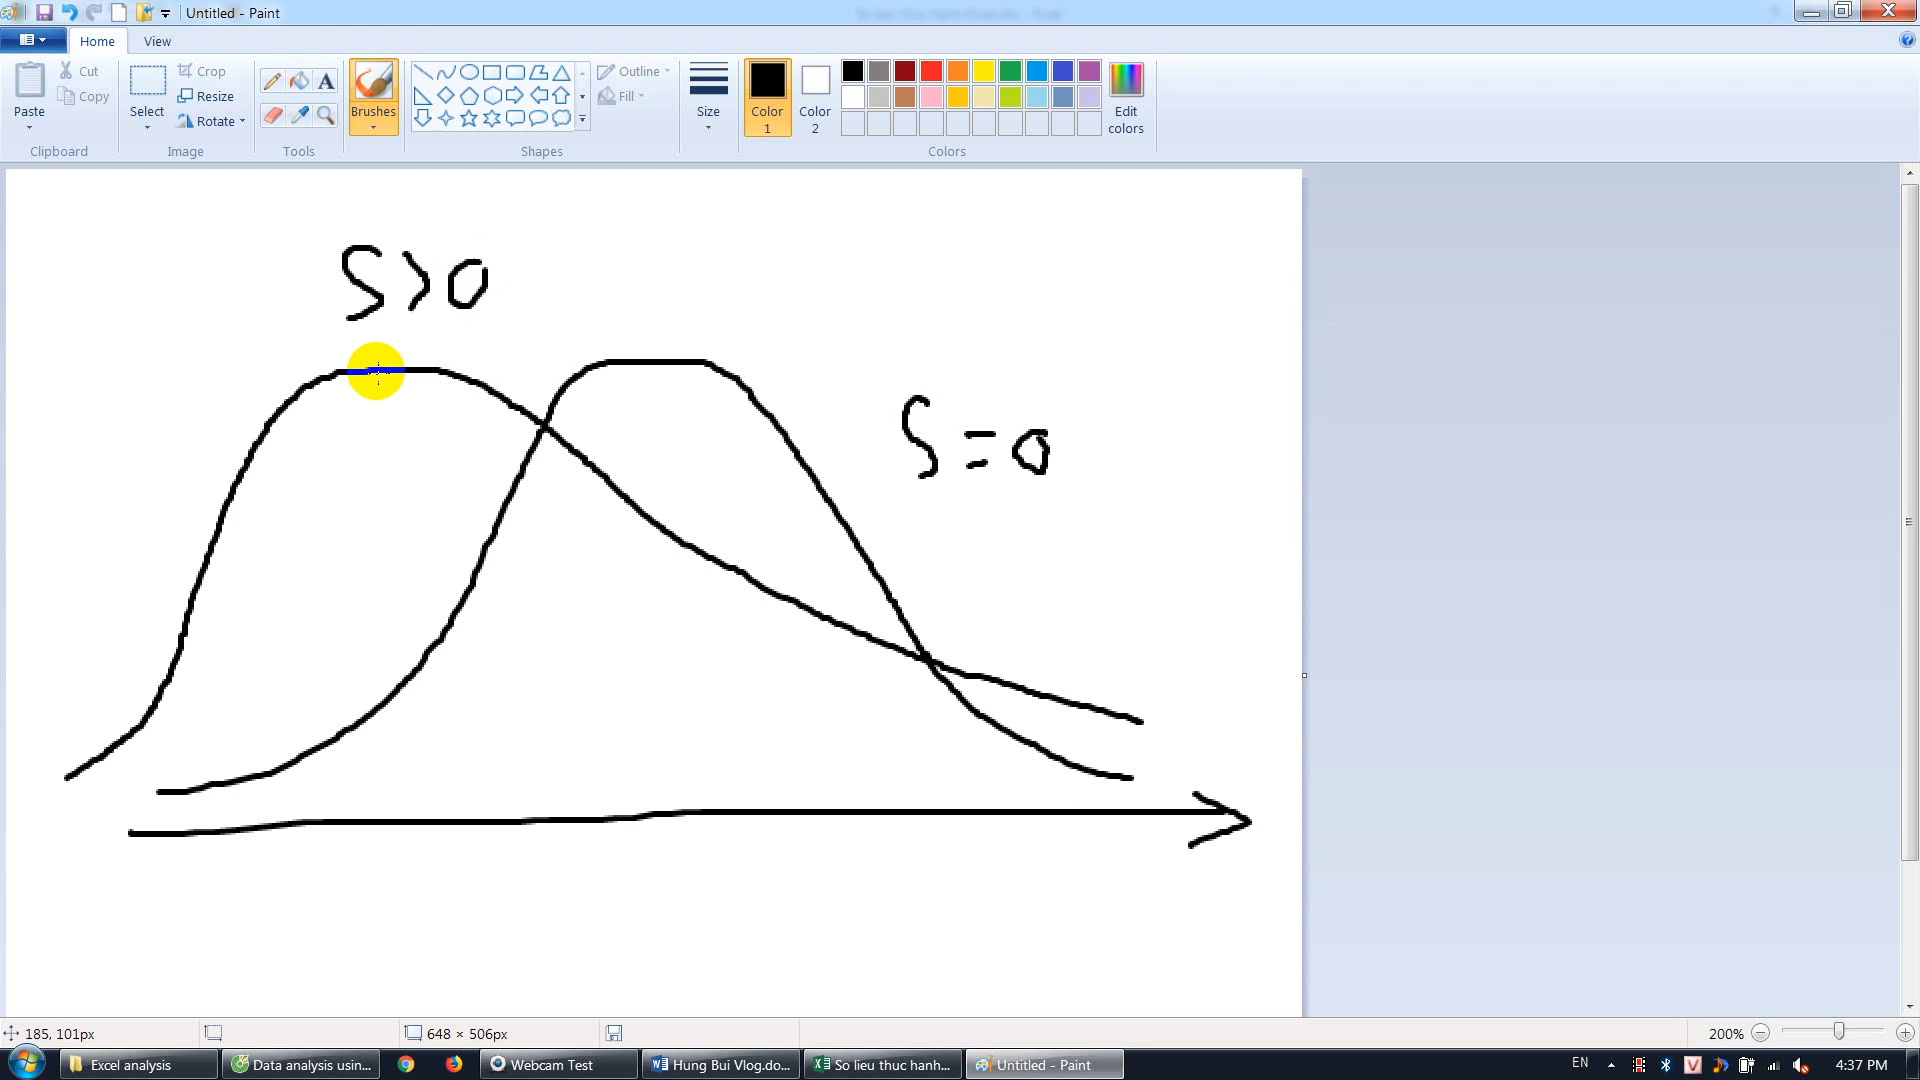 Untitled - Paint
Home View
Paste Cut Copy Clipboard
Select Crop Resize Rotate Image
Tools
Brushes
Shapes
Outline Fill
Size
Color 1 Color 2 Edit colors Colors
S>0
S=0
185, 101px 648 × 506px 200%
Excel analysis Data analysis using... Webcam Test Hung Bui Vlog.do... So lieu thuc hanh... Untitled - Paint EN 4:37 PM